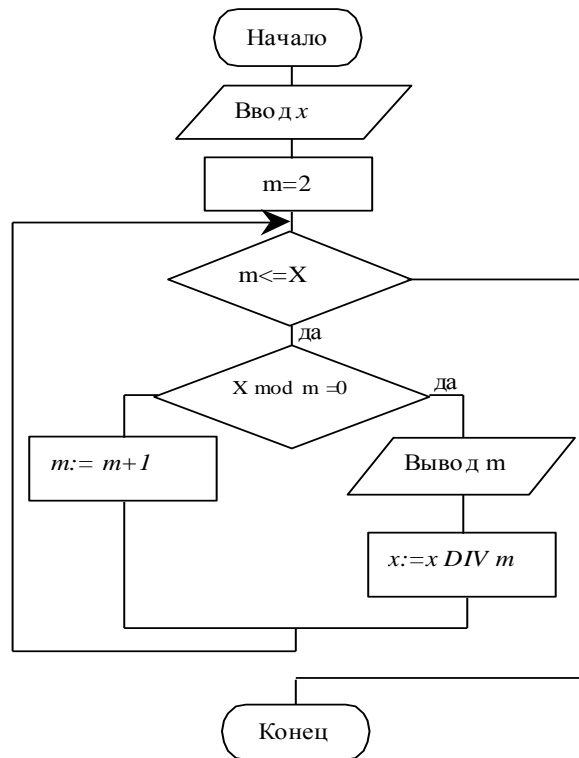 Начало
Ввод x
m=2
m<=X
да
X mod m =0
да
m:= m+1
Вывод m
x:=x DIV m
Конец